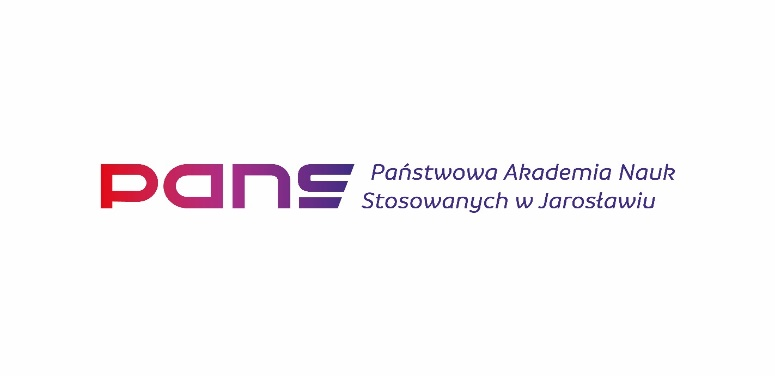 pans
Państwowa Akademia Nauk
Stosowanych w Jarosławiu